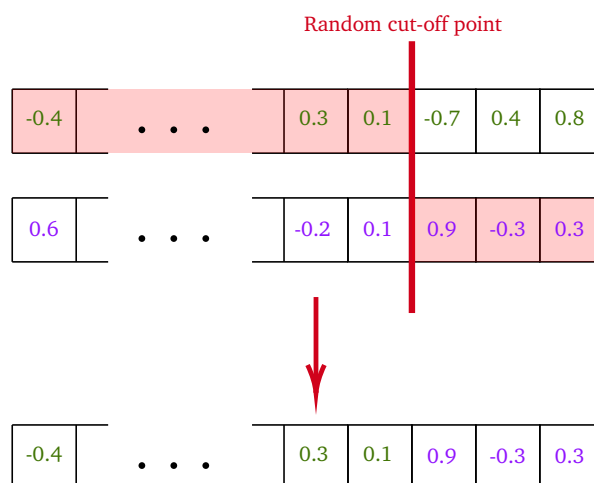 Random cut-off point
-0.4 . . . 0.3 0.1 -0.7 0.4 0.8
0.6 . . . -0.2 0.1 0.9 -0.3 0.3
-0.4 . . . 0.3 0.1 0.9 -0.3 0.3